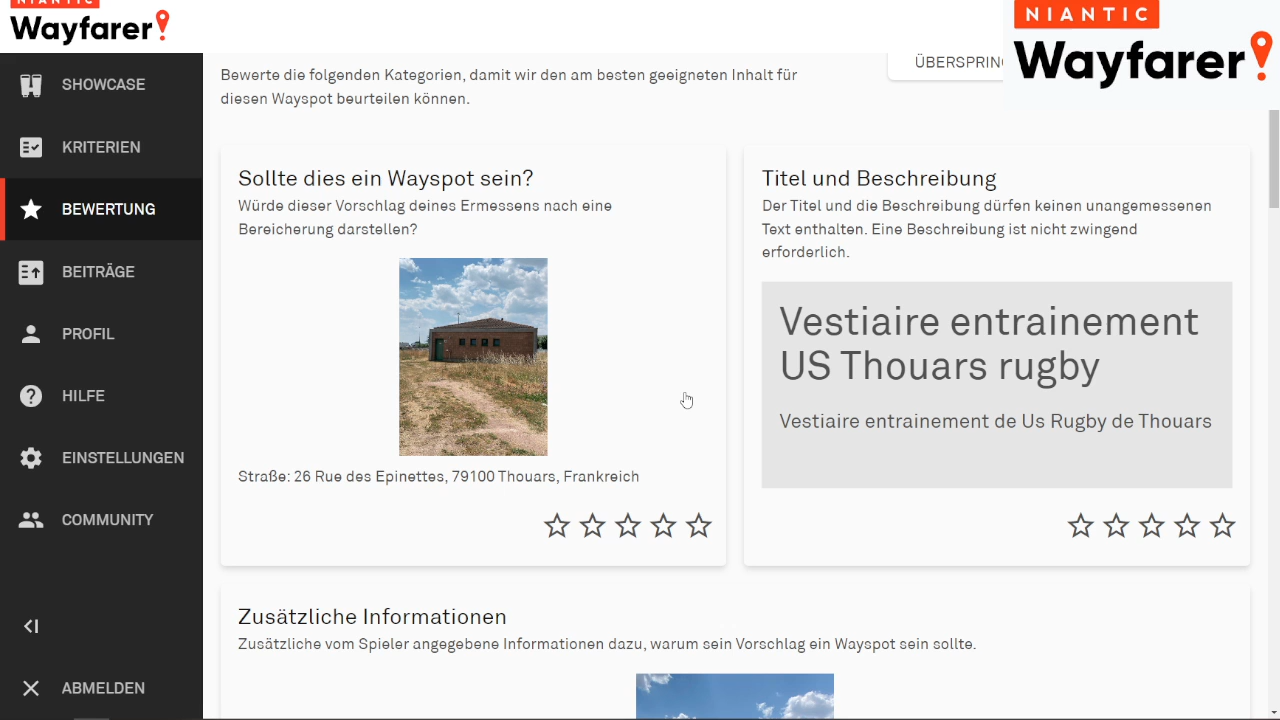 NIANTIC
Wayfarer
NIANTIC
Wayfarer
SHOWCASE
KRITERIEN
BEWERTUNG
BEITRÄGE
PROFIL
HILFE
EINSTELLUNGEN
COMMUNITY
ABMELDEN
Bewerte die folgenden Kategorien, damit wir den am besten geeigneten Inhalt für
diesen Wayspot beurteilen können.
ÜBERSPRIN
Sollte dies ein Wayspot sein?
Würde dieser Vorschlag deines Ermessens nach eine
Bereicherung darstellen?
Straße: 26 Rue des Epinettes, 79100 Thouars, Frankreich
Titel und Beschreibung
Der Titel und die Beschreibung dürfen keinen unangemessenen
Text enthalten. Eine Beschreibung ist nicht zwingend
erforderlich.
Vestiaire entrainement
US Thouars rugby
Vestiaire entrainement de Us Rugby de Thouars
Zusätzliche Informationen
Zusätzliche vom Spieler angegebene Informationen dazu, warum sein Vorschlag ein Wayspot sein sollte.